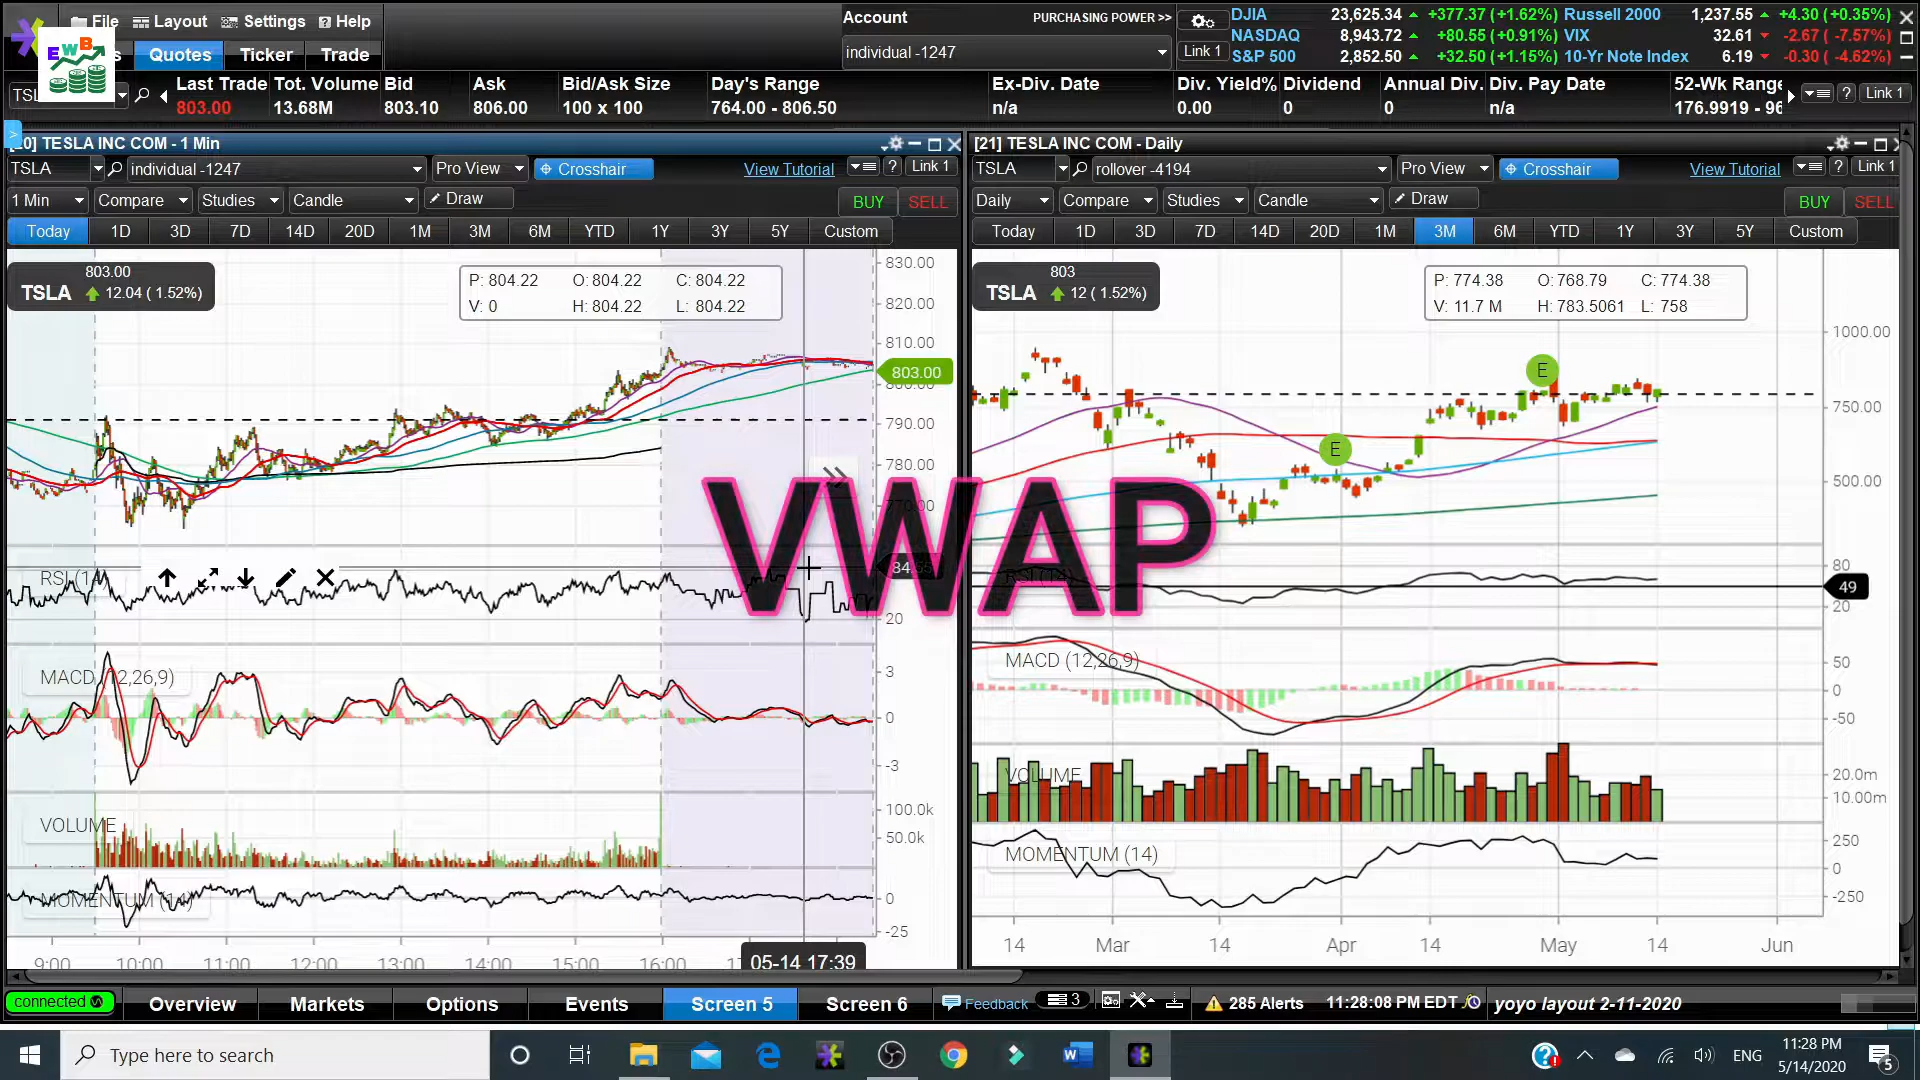 File Layout Settings Help
Account PURCHASING POWER >>
DJIA 23,625.34 +377.37 (+1.62%) Russell 2000 1,237.55 +4.30 (+0.35%)
EWB
Quotes Ticker Trade
individual -1247
Link 1
NASDAQ 8,943.72 +80.55 (+0.91%) VIX 32.61 -2.67 ( -7.57%)
S&P 500 2,852.50 +32.50 (+1.15%) 10-Yr Note Index 6.19 -0.30 ( -4.62%)
Last Trade Tot. Volume Bid Ask Bid/Ask Size Day's Range Ex-Div. Date Div. Yield% Dividend Annual Div. Div. Pay Date 52-Wk Range
803.00 13.68M 803.10 806.00 100 x 100 764.00 - 806.50 n/a 0.00 0 0 n/a 176.9919 - 96
? Link 1
[20] TESLA INC COM - 1 Min
TSLA individual -1247 Pro View Crosshair View Tutorial ? Link 1
1 Min Compare Studies Candle Draw BUY SELL
Today 1D 3D 7D 14D 20D 1M 3M 6M YTD 1Y 3Y 5Y Custom
803.00
TSLA 12.04 ( 1.52%)
P: 804.22 O: 804.22 C: 804.22
V: 0 H: 804.22 L: 804.22
830.00
820.00
810.00
803.00
790.00
780.00
RSI (14)
20
MACD (12,26,9)
3
0
-3
VOLUME
100.0k
50.0k
MOMENTUM (14)
0
-25
9:00 10:00 11:00 12:00 13:00 14:00 15:00 16:00
05-14 17:39
VWAP
[21] TESLA INC COM - Daily
TSLA rollover -4194 Pro View Crosshair View Tutorial ? Link 1
Daily Compare Studies Candle Draw BUY SELL
Today 1D 3D 7D 14D 20D 1M 3M 6M YTD 1Y 3Y 5Y Custom
803
TSLA 12 ( 1.52%)
P: 774.38 O: 768.79 C: 774.38
V: 11.7 M H: 783.5061 L: 758
1000.00
750.00
500.00
E
E
80
49
20
MACD (12,26,9)
50
0
-50
VOLUME
20.0m
10.00m
MOMENTUM (14)
250
0
-250
14 Mar 14 Apr 14 May 14 Jun
connected Overview Markets Options Events Screen 5 Screen 6 Feedback 3 285 Alerts 11:28:08 PM EDT yoyo layout 2-11-2020
Type here to search
ENG 11:28 PM
5/14/2020
5